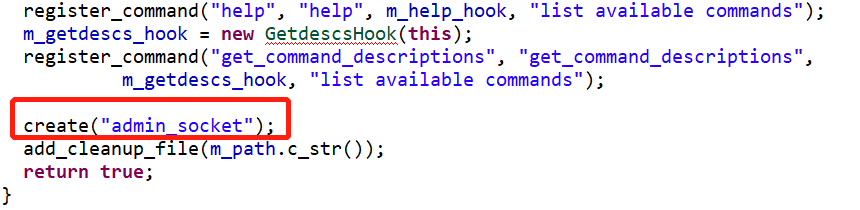 register_command("help", "help", m_help_hook, "list available commands");
m_getdescs_hook = new GetdescsHook(this);
register_command("get_command_descriptions", "get_command_descriptions",
m_getdescs_hook, "list available commands");
create("admin_socket");
add_cleanup_file(m_path.c_str());
return true;
}